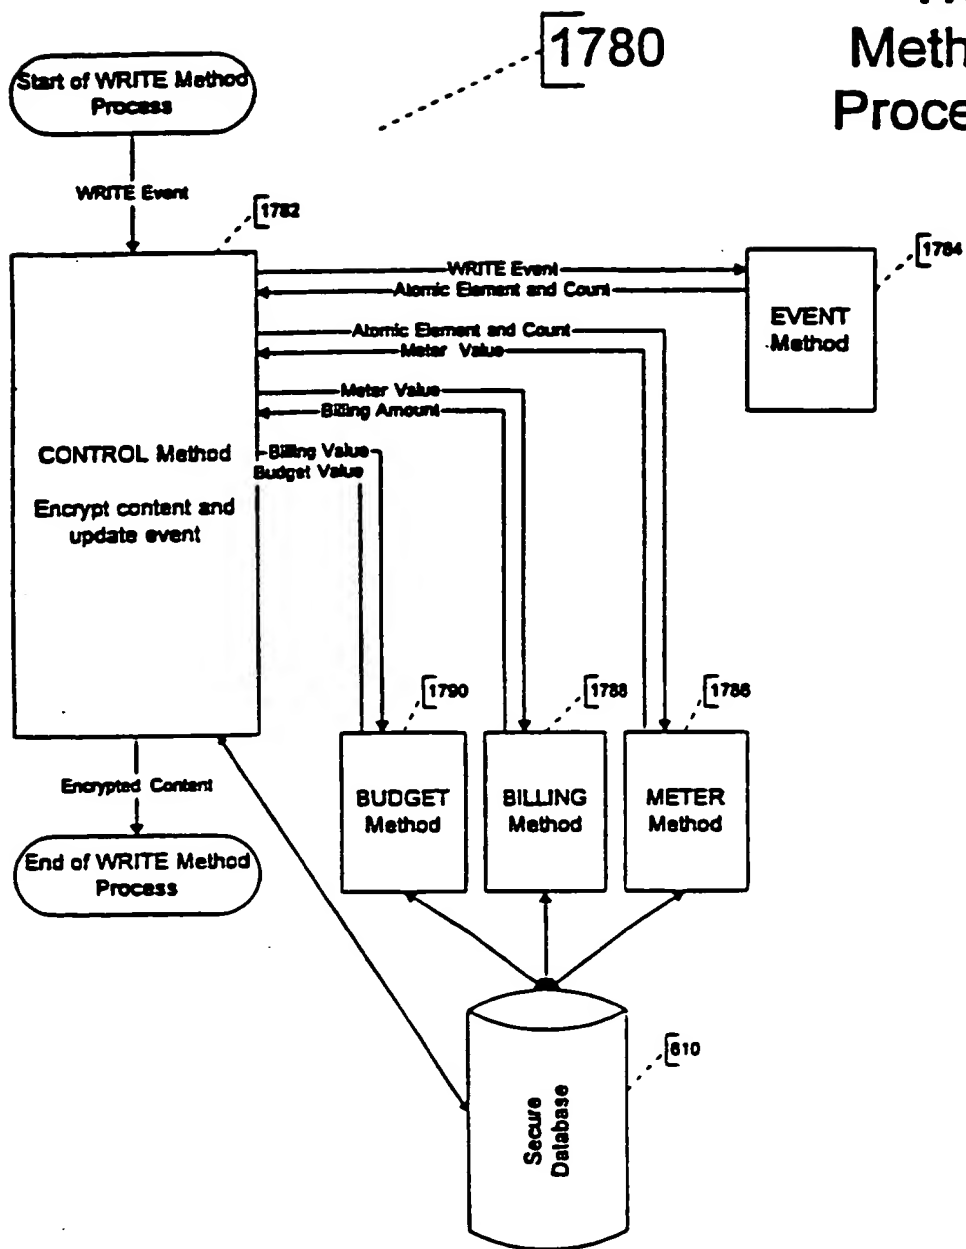 1780
Start of WRITE Method
Process
WRITE Event
1782
WRITE Event
Atomic Element and Count
1784
EVENT
Method
Atomic Element and Count
Meter Value
Meter Value
Billing Amount
CONTROL Method
Encrypt content and
update event
Billing Value
Budget Value
1790
1788
1786
BUDGET
Method
BILLING
Method
METER
Method
Encrypted Content
End of WRITE Method
Process
610
Secure
Database